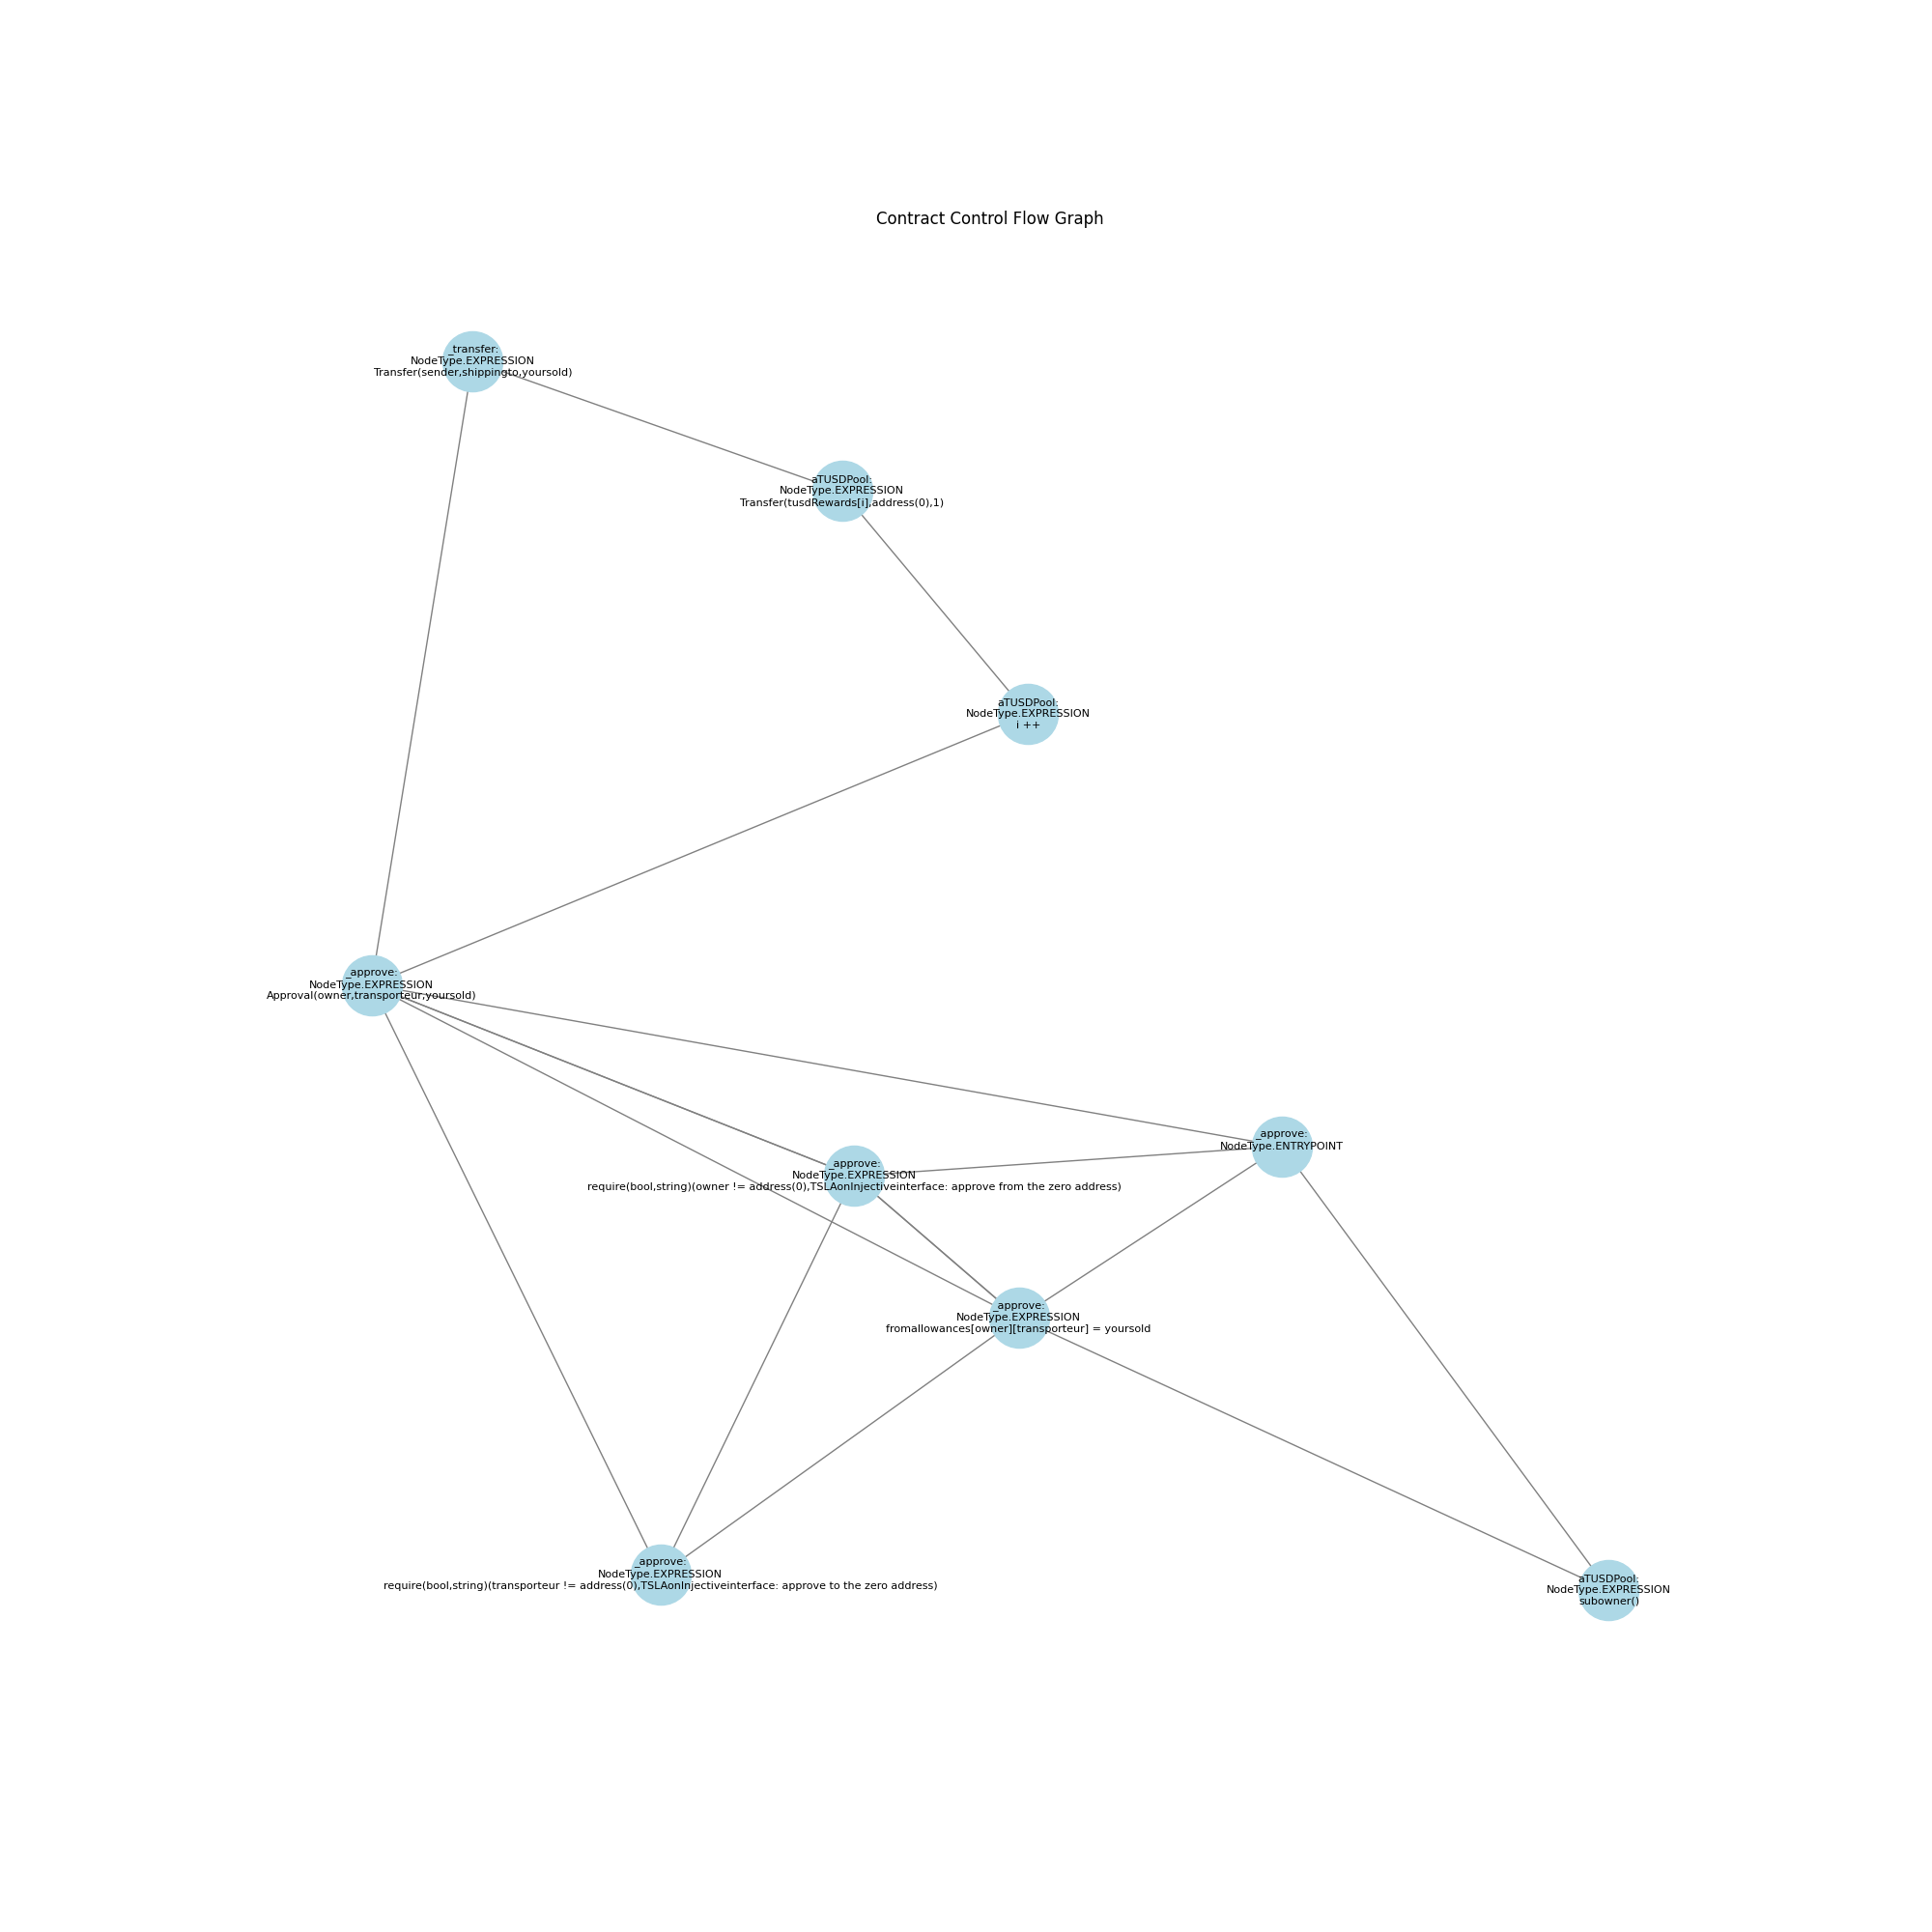 Contract Control Flow Graph
_transfer:
NodeType.EXPRESSION
Transfer(sender,shippingto,yoursold)
aTUSDPool:
NodeType.EXPRESSION
Transfer(tusdRewards[i],address(0),1)
aTUSDPool:
NodeType.EXPRESSION
i ++
_approve:
NodeType.EXPRESSION
Approval(owner,transporteur,yoursold)
_approve:
NodeType.ENTRYPOINT
_approve:
NodeType.EXPRESSION
require(bool,string)(owner != address(0),TSLAonInjectiveinterface: approve from the zero address)
_approve:
NodeType.EXPRESSION
fromallowances[owner][transporteur] = yoursold
_approve:
NodeType.EXPRESSION
require(bool,string)(transporteur != address(0),TSLAonInjectiveinterface: approve to the zero address)
aTUSDPool:
NodeType.EXPRESSION
subowner()